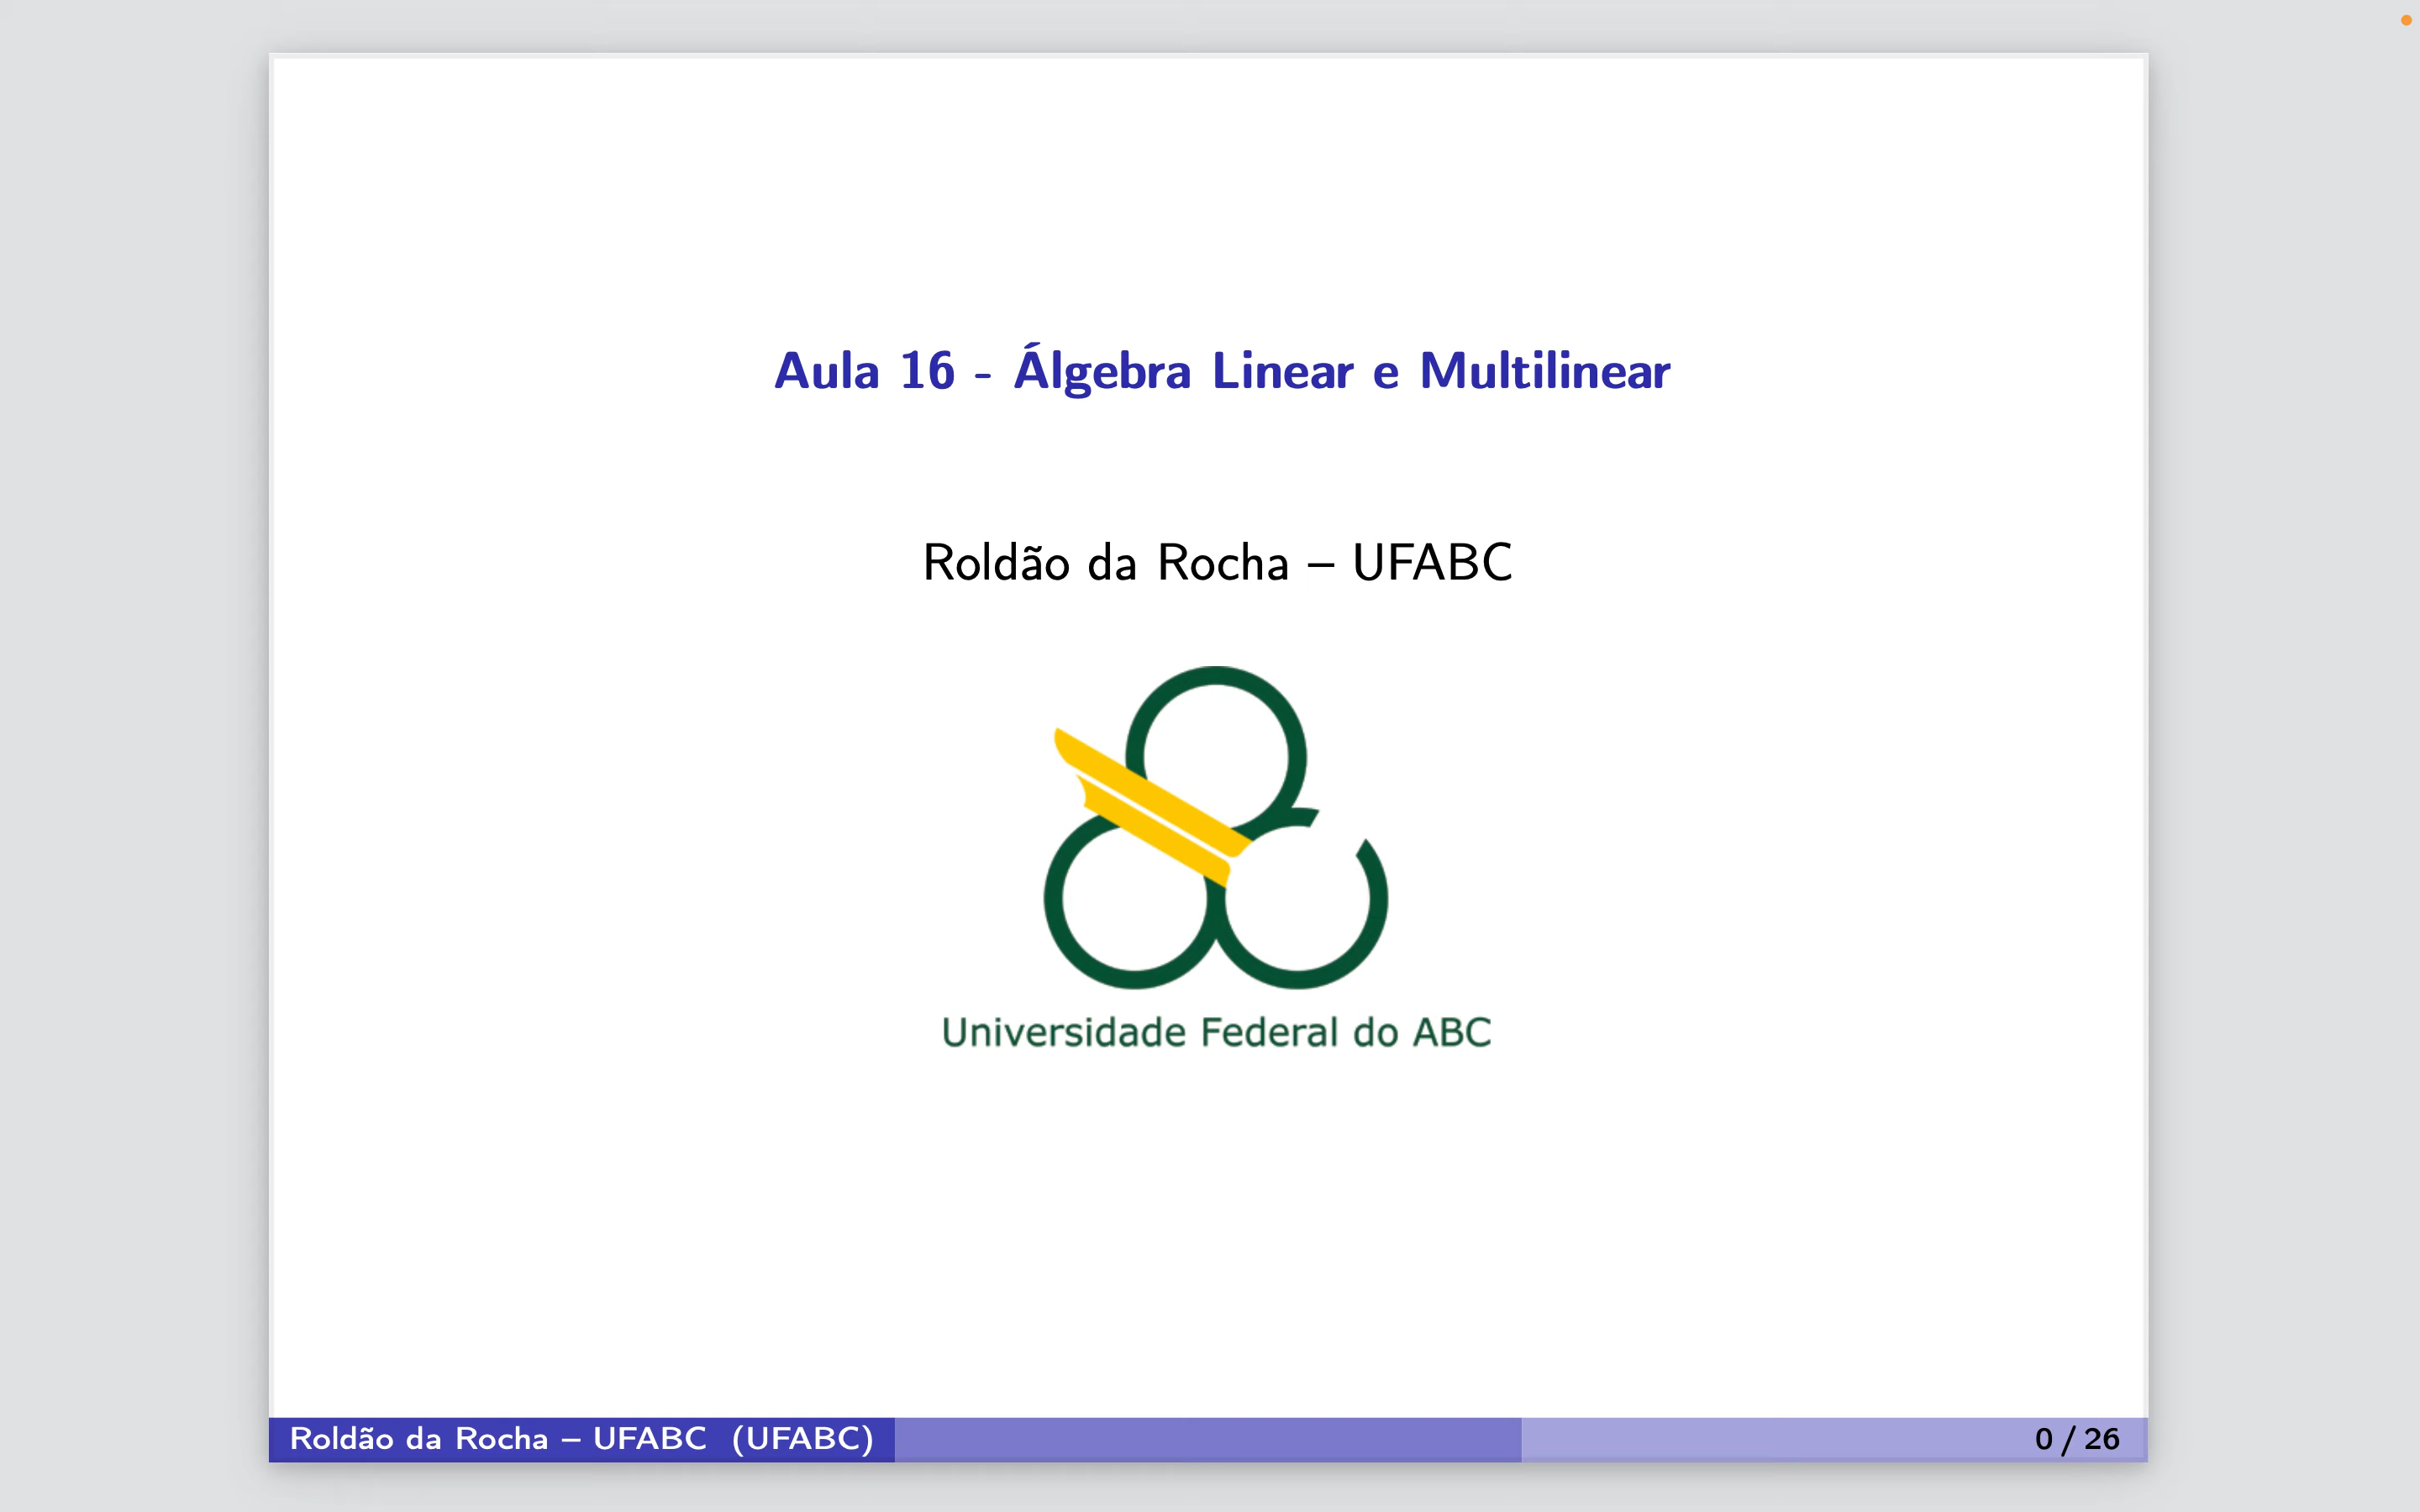 Aula 16 - Álgebra Linear e Multilinear
Roldão da Rocha – UFABC
Universidade Federal do ABC
Roldão da Rocha – UFABC (UFABC)
0 / 26